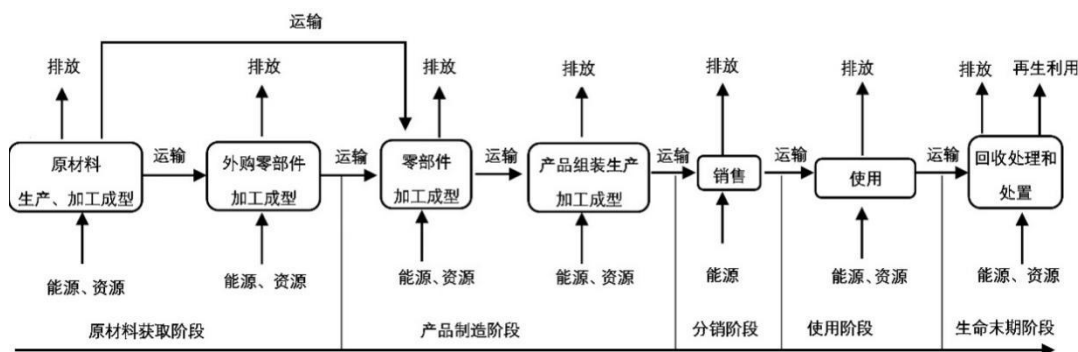 运输
排放
排放
排放
排放
排放
排放
排放
再生利用
原材料
生产、加工成型
运输
外购零部件
加工成型
运输
零部件
加工成型
运输
产品组装生产
加工成型
运输
销售
运输
使用
运输
回收处理和
处置
能源、资源
能源、资源
能源、资源
能源、资源
能源
能源、资源
能源、资源
原材料获取阶段
产品制造阶段
分销阶段
使用阶段
生命末期阶段